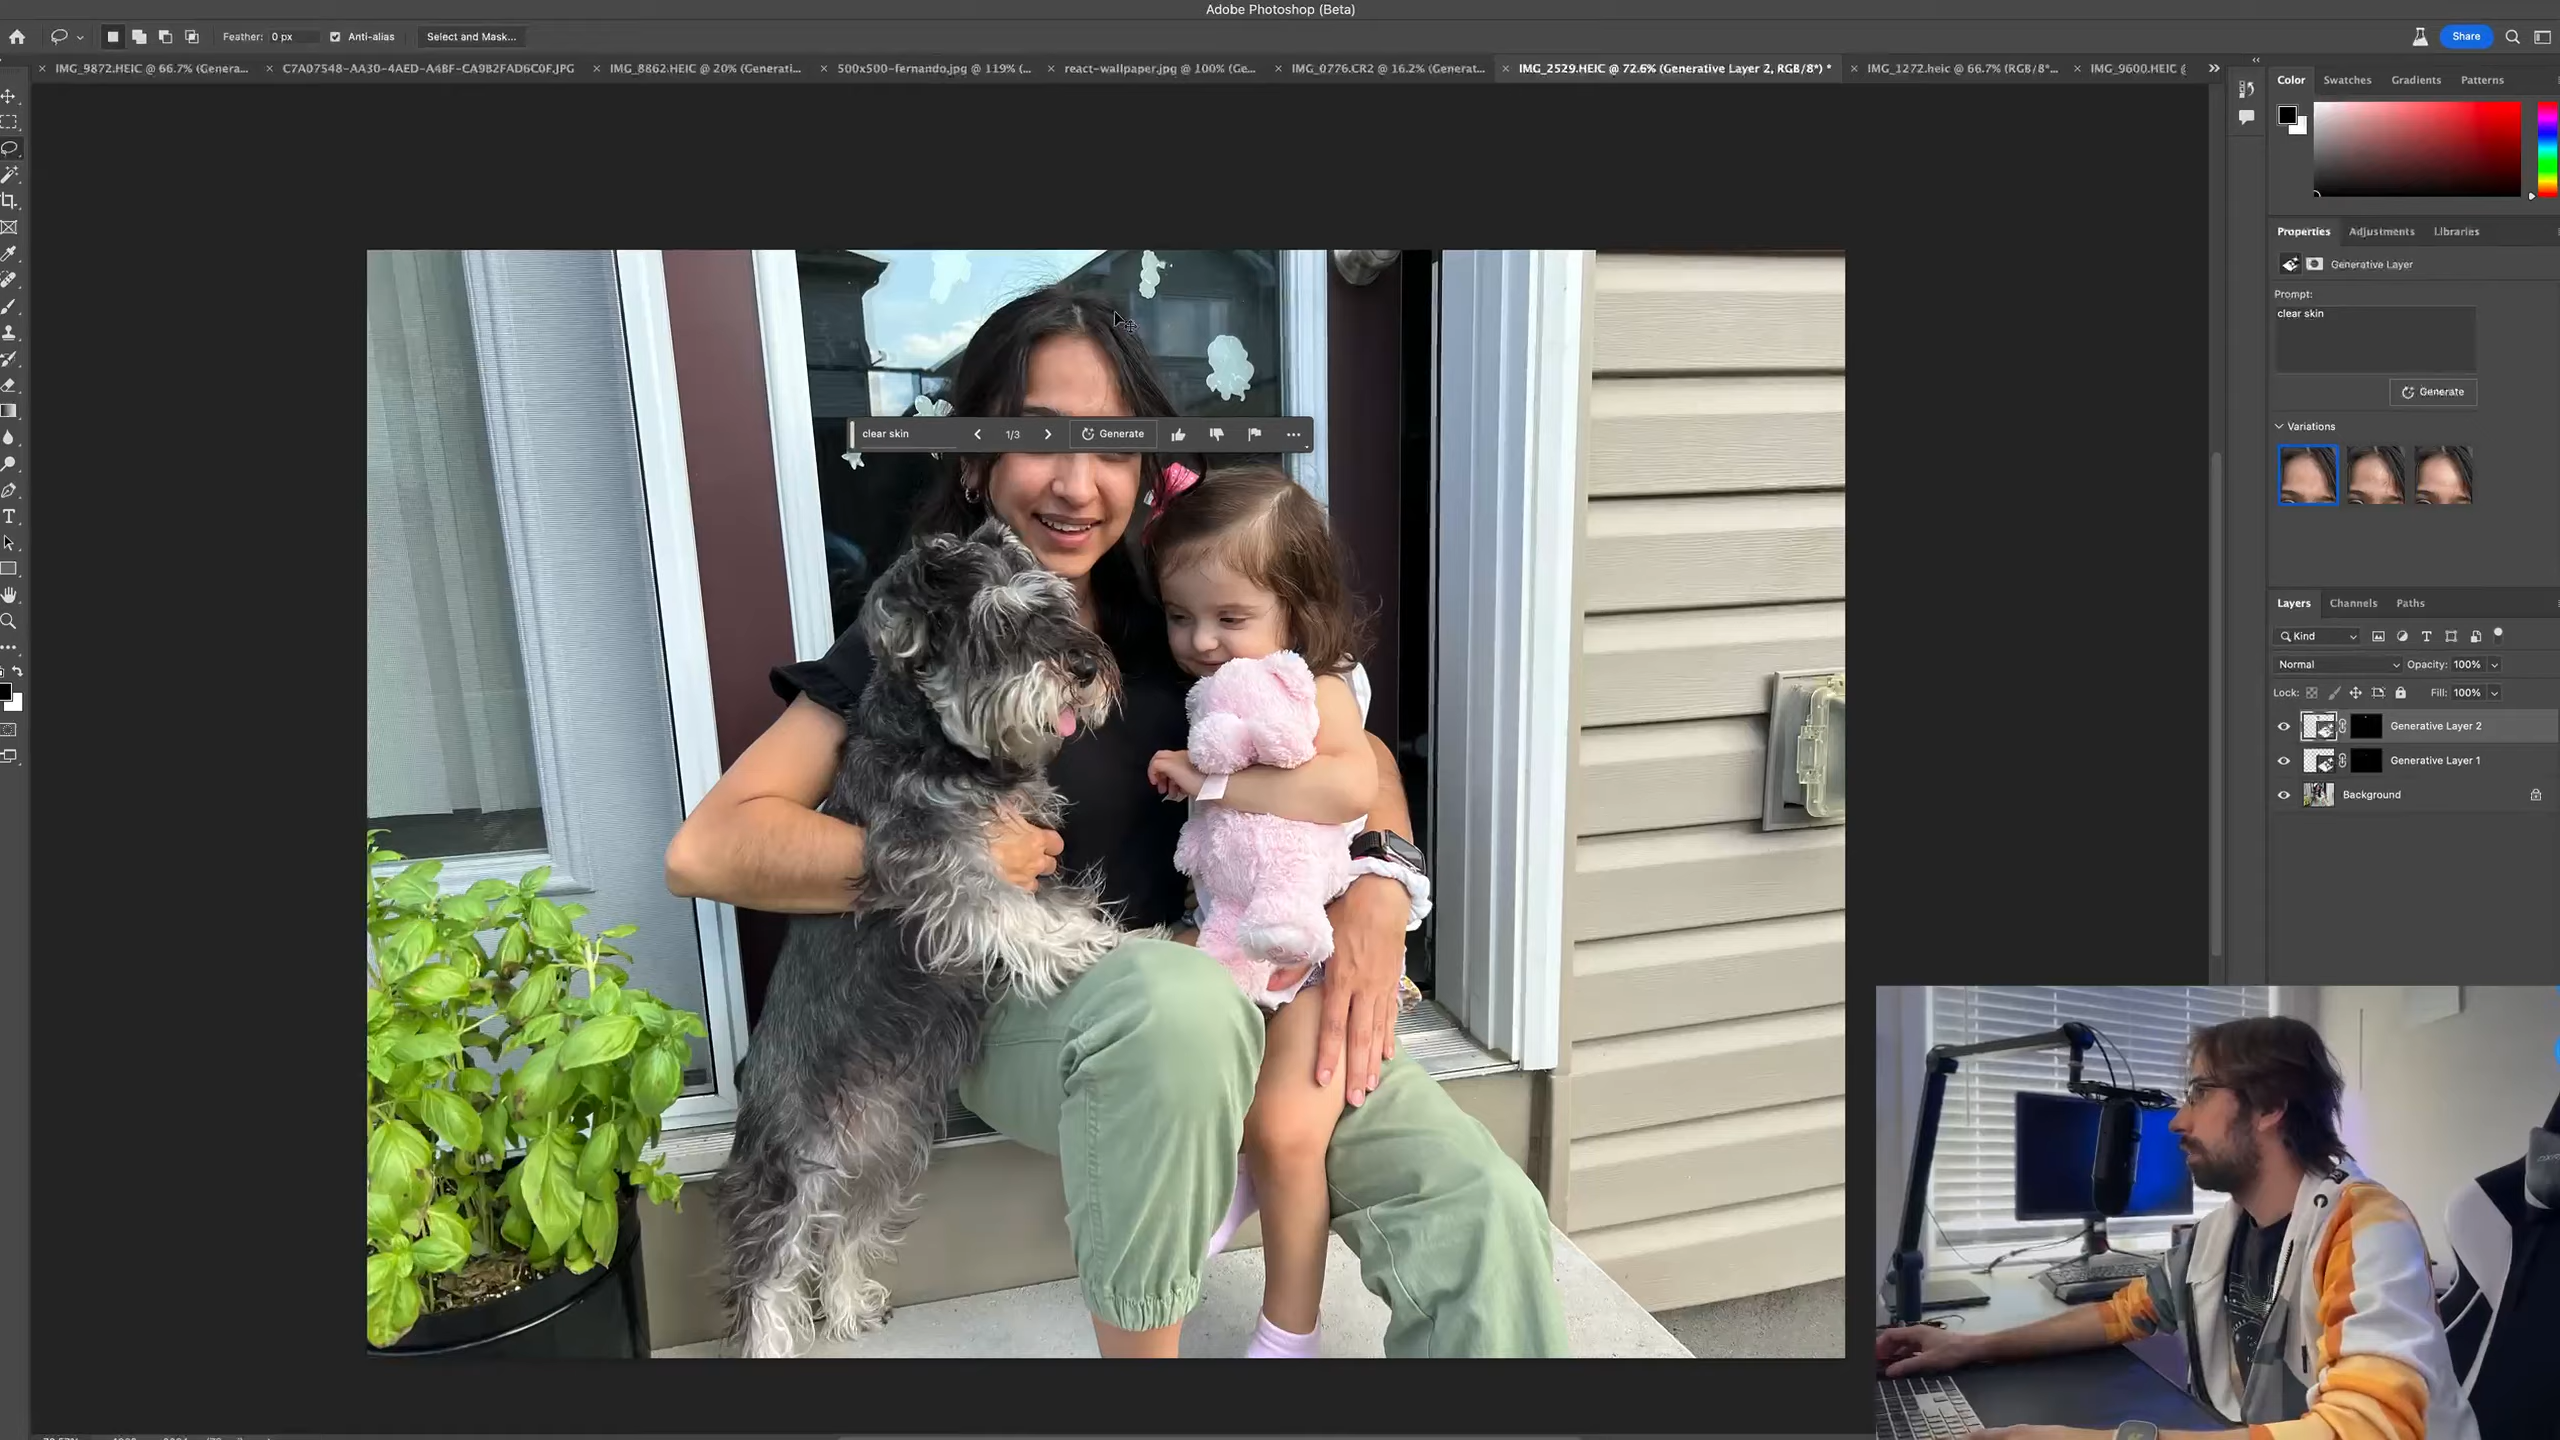 Adobe Photoshop (Beta)
Feather: 0 px Anti-alias Select and Mask... Share
IMG_9872.HEIC @ 66.7% (Genera... C7A07548-AA30-4AED-A4BF-CA9B2FAD6C0F.JPG IMG_8862.HEIC @ 20% (Generati... 500x500-fernando.jpg @ 119% (... react-wallpaper.jpg @ 100% (Ge... IMG_0776.CR2 @ 16.2% (Generat... IMG_2529.HEIC @ 72.6% (Generative Layer 2, RGB/8*) * IMG_1272.heic @ 66.7% (RGB/8*... IMG_9600.HEIC
Color Swatches Gradients Patterns
Properties Adjustments Libraries
Generative Layer
Prompt:
clear skin
Generate
Variations
clear skin 1/3 Generate
Layers Channels Paths
Kind
Normal Opacity: 100%
Lock: Fill: 100%
Generative Layer 2
Generative Layer 1
Background